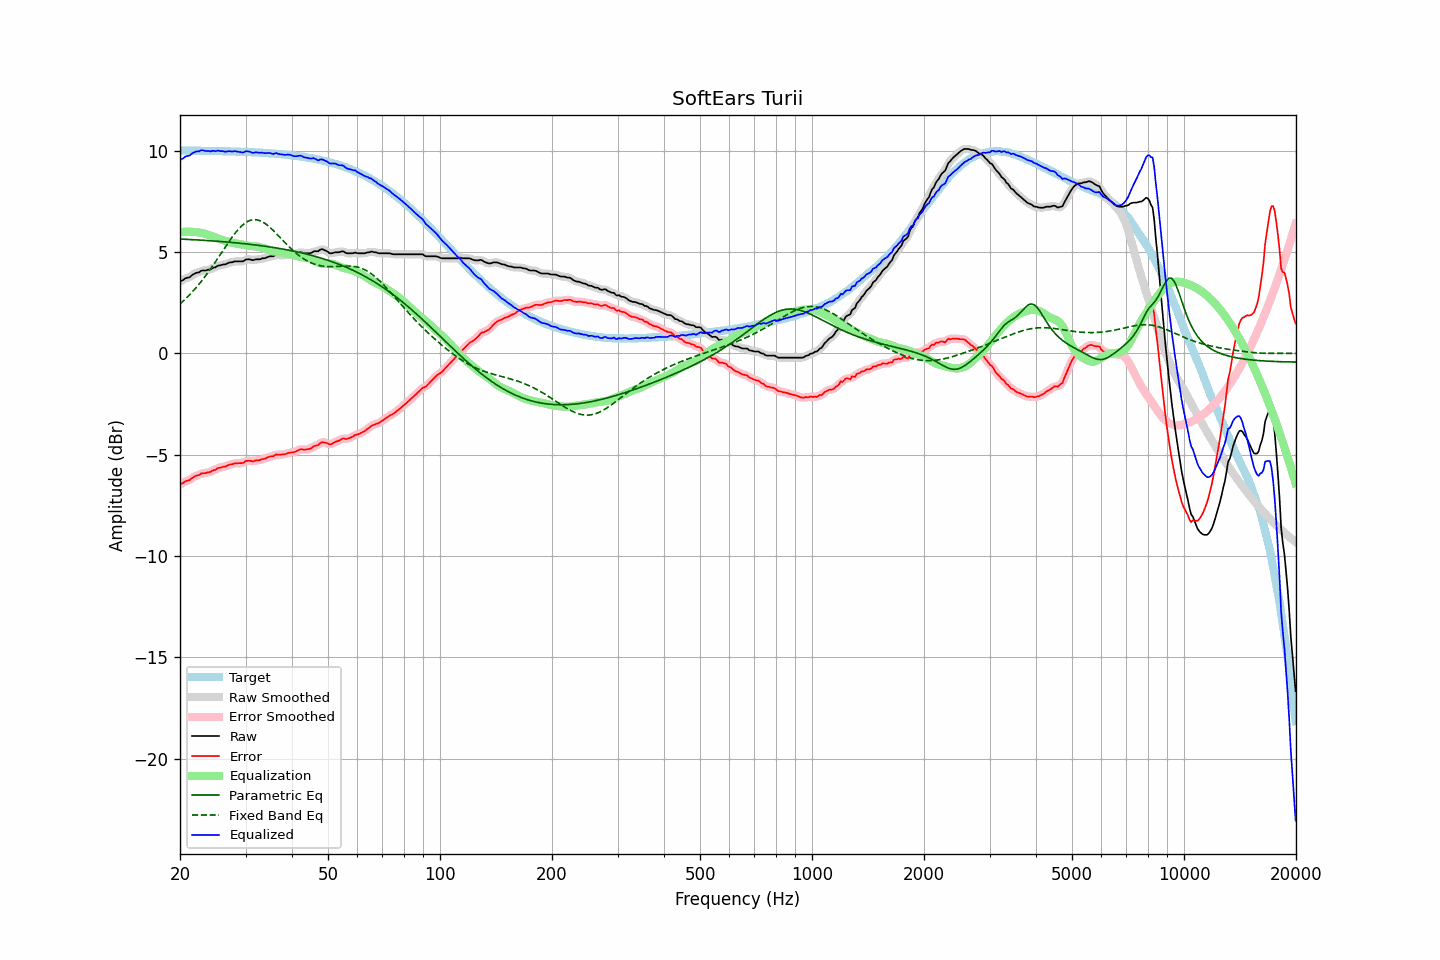 SoftEars Turii
10
5
0
−5
−10
−15
−20
Amplitude (dBr)
Target
Raw Smoothed
Error Smoothed
Raw
Error
Equalization
Parametric Eq
Fixed Band Eq
Equalized
20 50 100 200 500 1000 2000 5000 10000 20000
Frequency (Hz)